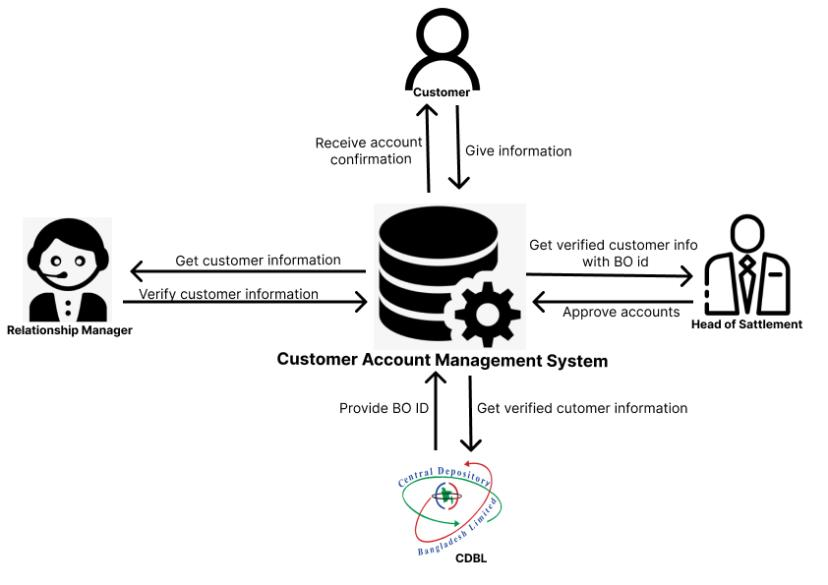 Customer
Receive account
confirmation
Give information
Get customer information
Verify customer information
Relationship Manager
Get verified customer info
with BO id
Approve accounts
Head of Sattlement
Customer Account Management System
Provide BO ID
Get verified cutomer information
Central Depository
Bangladesh Limited
CDBL